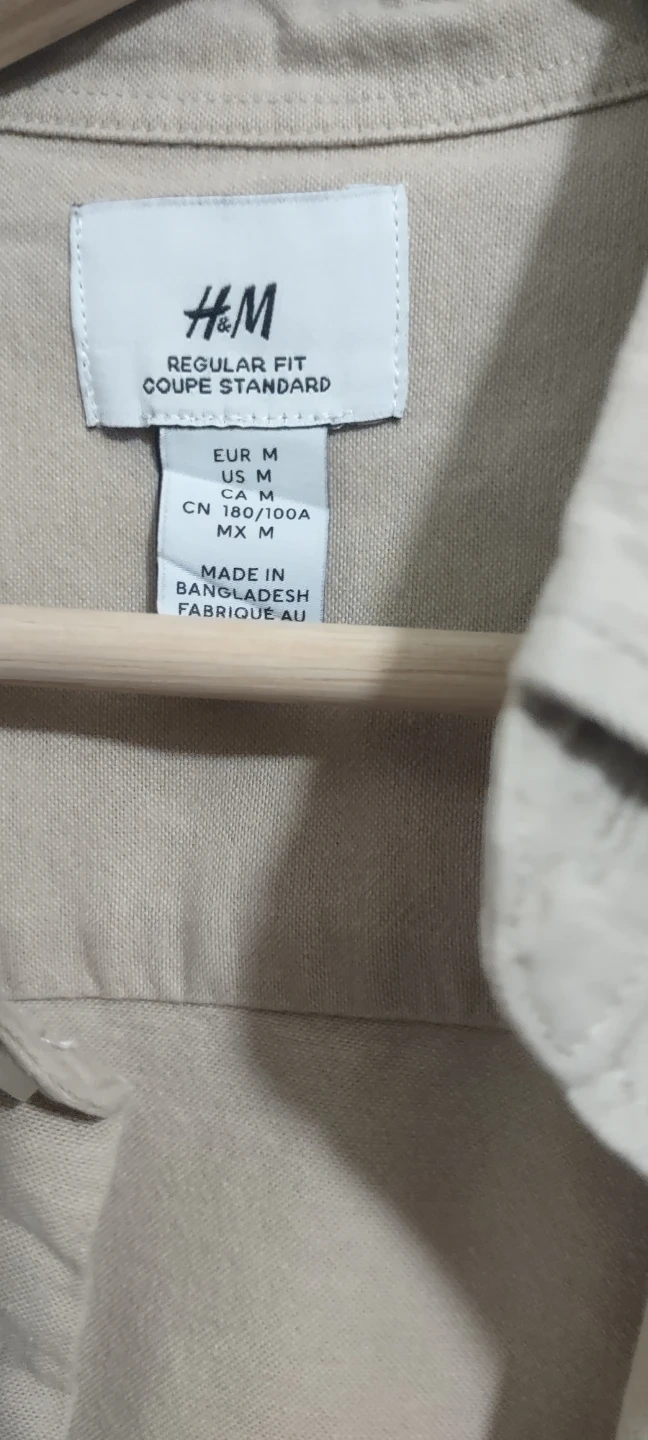 H&M
REGULAR FIT
COUPE STANDARD
EUR M
US M
CA M
CN 180/100A
MX M
MADE IN
BANGLADESH
FABRIQUÉ AU